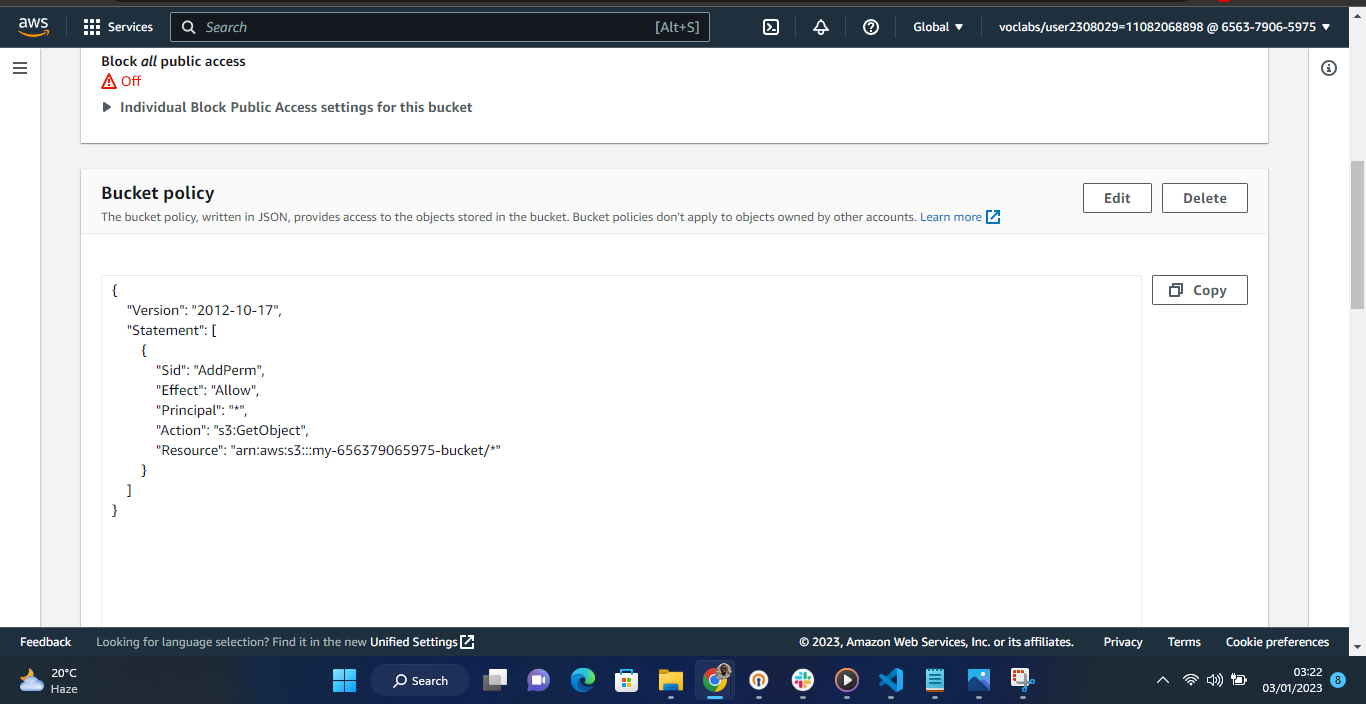 aws
Services
Search
[Alt+S]
Global
voclabs/user2308029=11082068898 @ 6563-7906-5975
Block all public access
Off
Individual Block Public Access settings for this bucket
Bucket policy
Edit
Delete
The bucket policy, written in JSON, provides access to the objects stored in the bucket. Bucket policies don't apply to objects owned by other accounts. Learn more
Copy
{
"Version": "2012-10-17",
"Statement": [
{
"Sid": "AddPerm",
"Effect": "Allow",
"Principal": "*",
"Action": "s3:GetObject",
"Resource": "arn:aws:s3:::my-656379065975-bucket/*"
}
]
}
Feedback
Looking for language selection? Find it in the new Unified Settings
© 2023, Amazon Web Services, Inc. or its affiliates.
Privacy
Terms
Cookie preferences
20°C
Haze
Search
03:22
03/01/2023
8